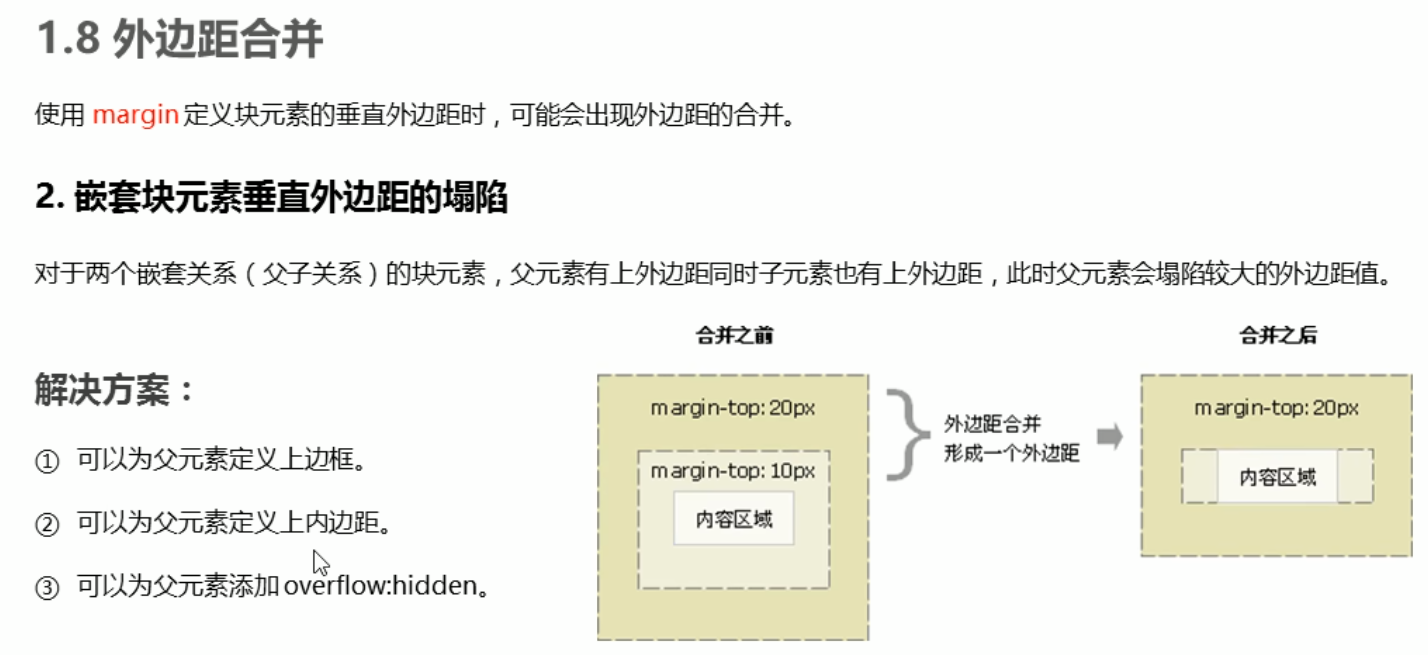 1.8 外边距合并
使用 margin 定义块元素的垂直外边距时，可能会出现外边距的合并。
2. 嵌套块元素垂直外边距的塌陷
对于两个嵌套关系（父子关系）的块元素，父元素有上外边距同时子元素也有上外边距，此时父元素会塌陷较大的外边距值。
解决方案：
① 可以为父元素定义上边框。
② 可以为父元素定义上内边距。
③ 可以为父元素添加overflow:hidden。
合并之前
margin-top: 20px
margin-top: 10px
内容区域
外边距合并
形成一个外边距
合并之后
margin-top: 20px
内容区域